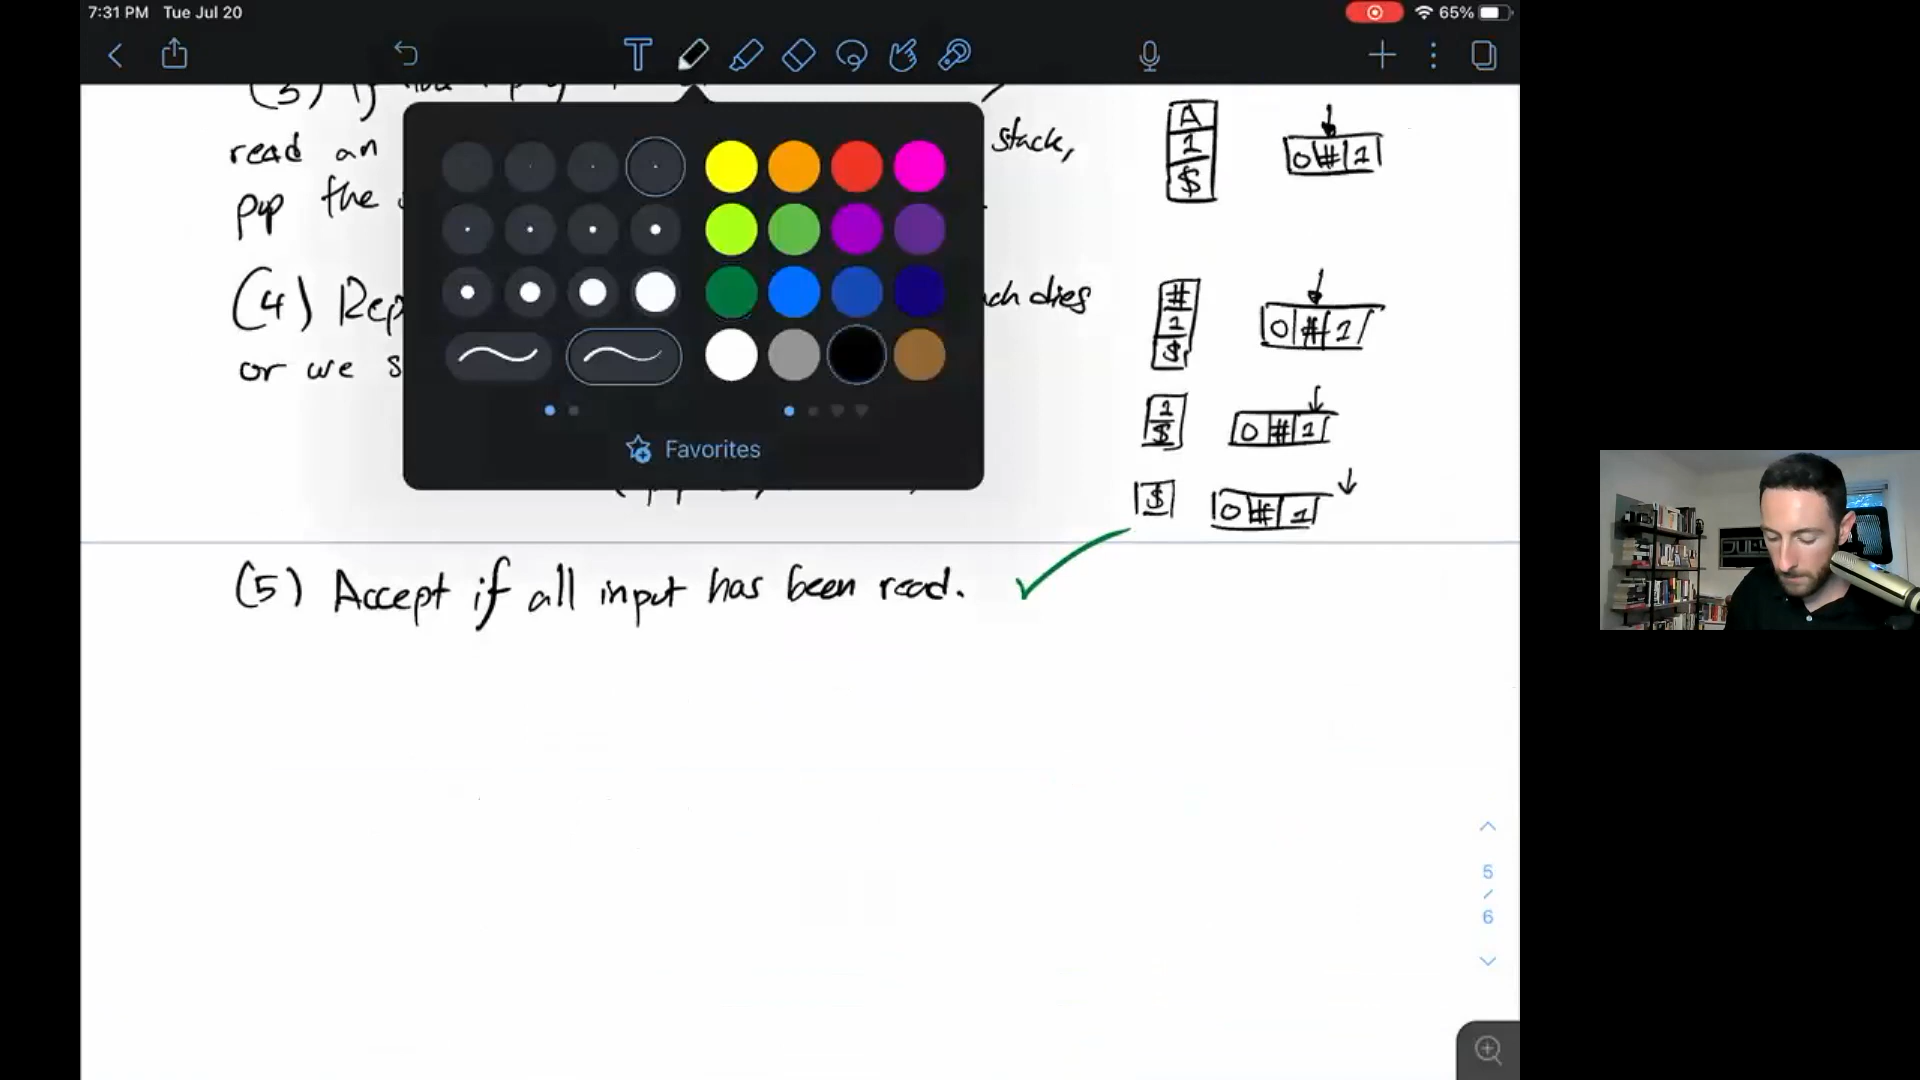 7:31 PM Tue Jul 20
65%
(3) If
read an stack,
pop the
(4) Rep
or we s
Favorites
A
1
$
0 # 1
#
1
$
0 # 1
1
$
0 # 1
$
0 # 1
(5) Accept if all input has been read.
5
/
6